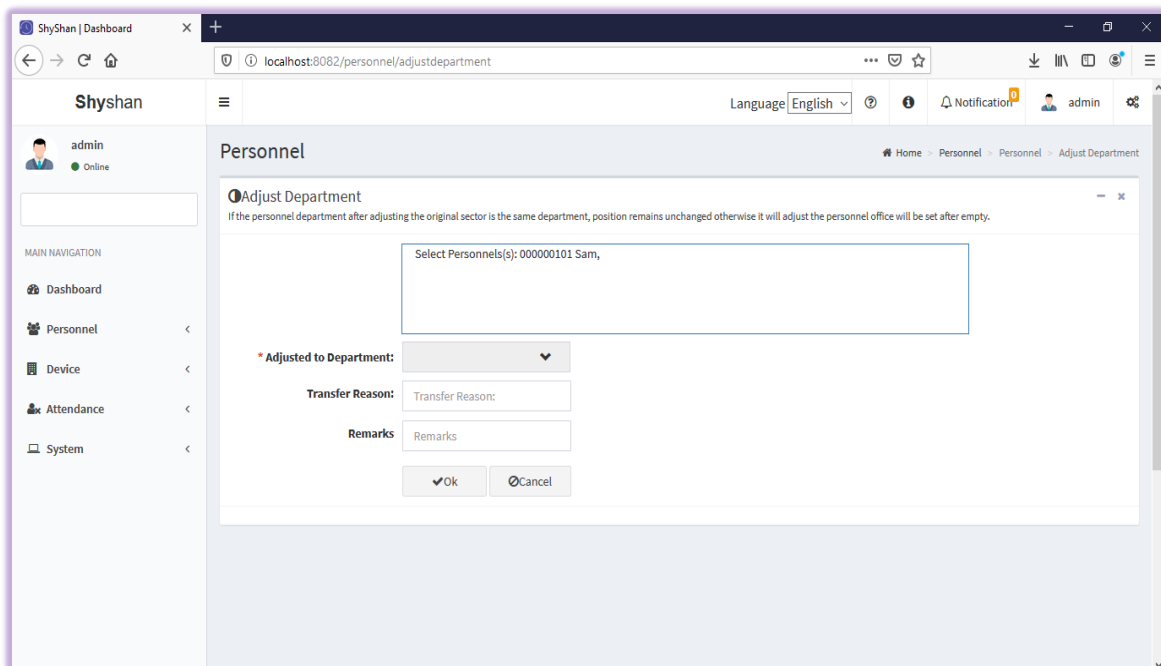 ShyShan | Dashboard
localhost:8082/personnel/adjustdepartment
Shyshan
Language English
0
Notification
admin
admin
Online
Personnel
Home > Personnel > Personnel > Adjust Department
Adjust Department
If the personnel department after adjusting the original sector is the same department, position remains unchanged otherwise it will adjust the personnel office will be set after empty.
Select Personnels(s): 000000101 Sam,
MAIN NAVIGATION
Dashboard
Personnel
Device
Attendance
System
* Adjusted to Department:
Transfer Reason: Transfer Reason:
Remarks Remarks
Ok Cancel